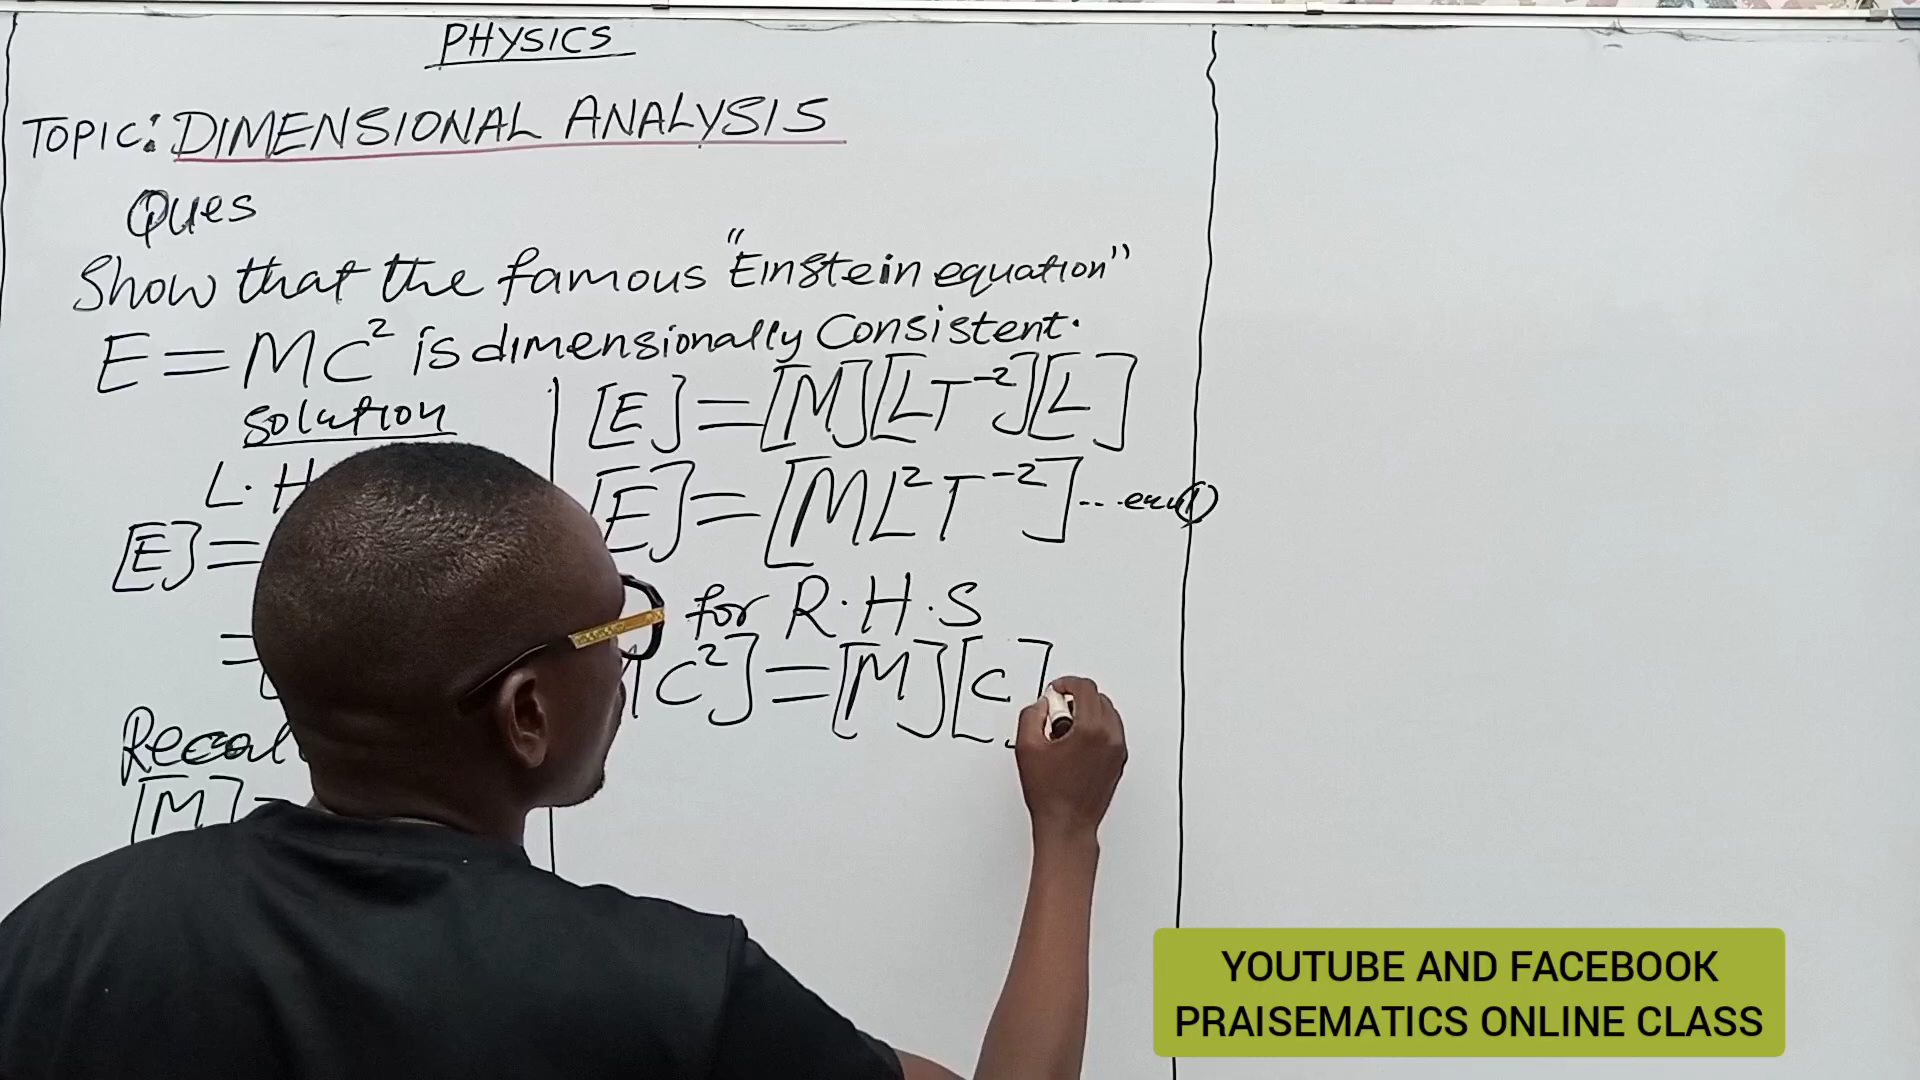 PHYSICS
TOPIC: DIMENSIONAL ANALYSIS
Ques
Show that the famous "Einstein equation"
E = MC² is dimensionally Consistent.
Solution
L.H
[E] =
=
Recal
[M] =
[E] = [M][LT⁻²][L]
[E] = [ML²T⁻²] ... eqn ①
for R.H.S
C²] = [M][C]
YOUTUBE AND FACEBOOK
PRAISEMATICS ONLINE CLASS